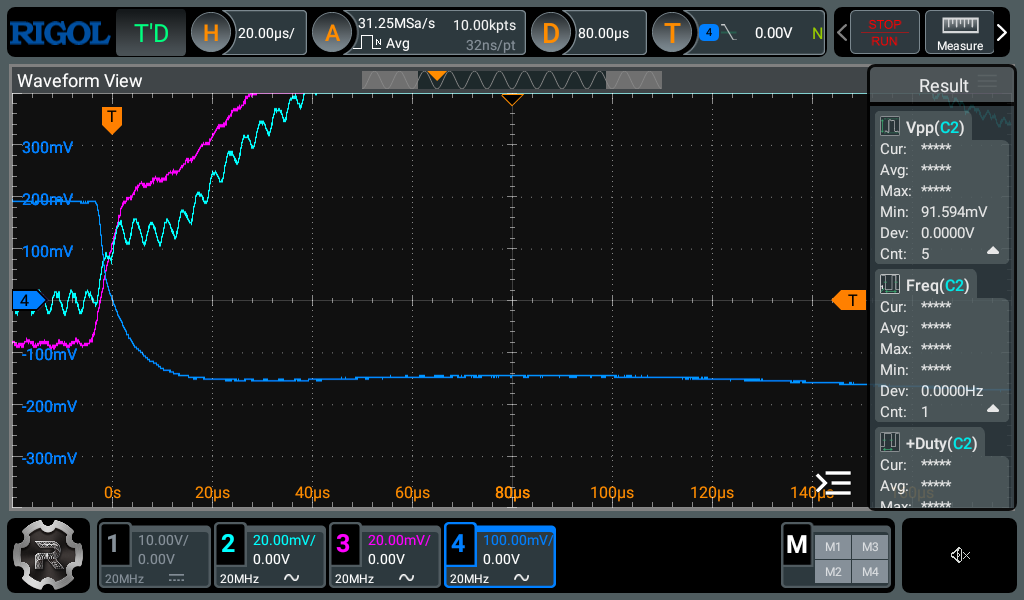 RIGOL T'D H 20.00μs/ A 31.25MSa/s 10.00kpts D 80.00μs T 4 0.00V N STOP Measure
N Avg 32ns/pt RUN
Waveform View
Result
T
300mV
200mV
100mV
4
T
-100mV
-200mV
-300mV
0s 20μs 40μs 60μs 80μs 100μs 120μs 140μs
Vpp(C2)
Cur: *****
Avg: *****
Max: *****
Min: 91.594mV
Dev: 0.0000V
Cnt: 5
Freq(C2)
Cur: *****
Avg: *****
Max: *****
Min: *****
Dev: 0.0000Hz
Cnt: 1
+Duty(C2)
Cur: *****
Avg: *****
Max: *****
1 10.00V/ 0.00V 20MHz
2 20.00mV/ 0.00V 20MHz
3 20.00mV/ 0.00V 20MHz
4 100.00mV/ 0.00V 20MHz
M M1 M3
M2 M4